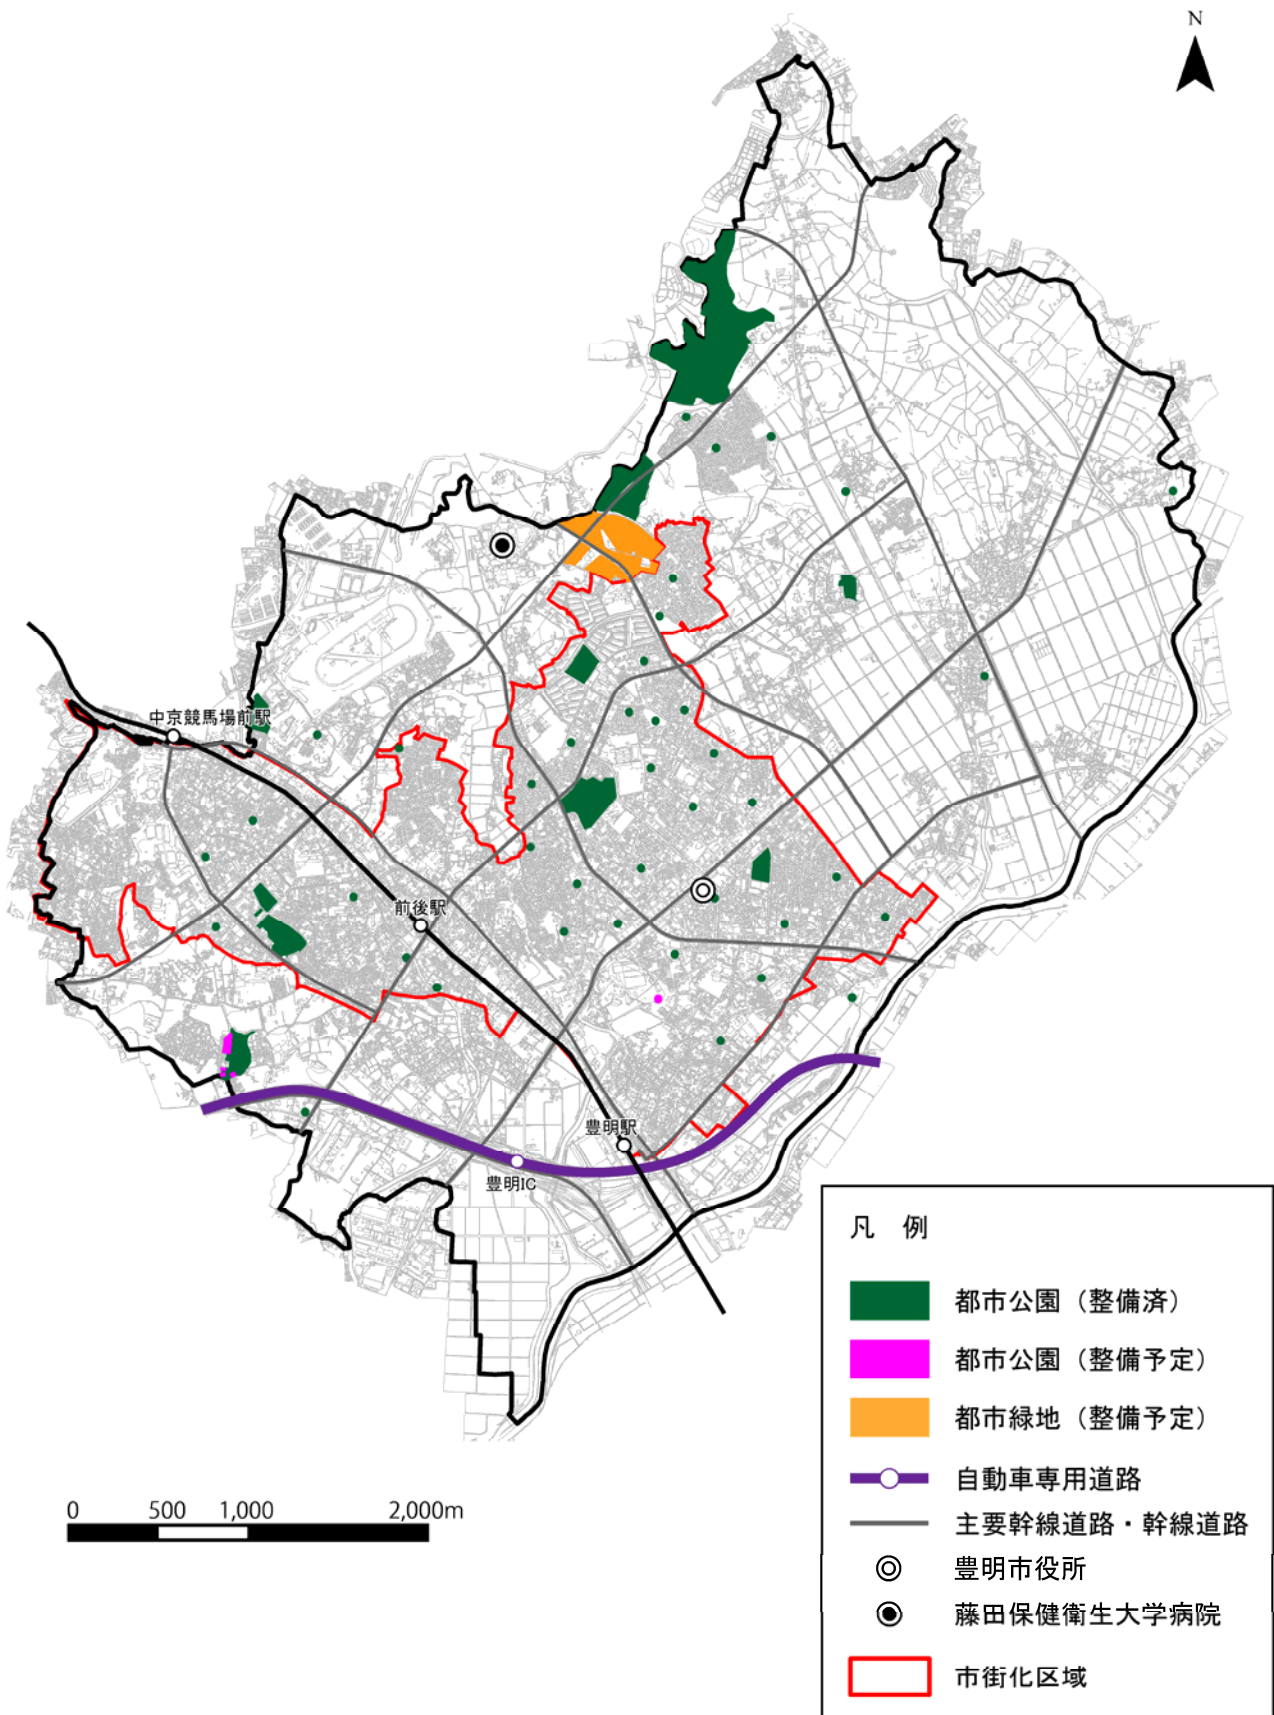 N
中京競馬場前駅
前後駅
豊明駅
豊明IC
凡 例
都市公園（整備済）
都市公園（整備予定）
都市緑地（整備予定）
自動車専用道路
主要幹線道路・幹線道路
豊明市役所
藤田保健衛生大学病院
市街化区域
0 500 1,000 2,000m